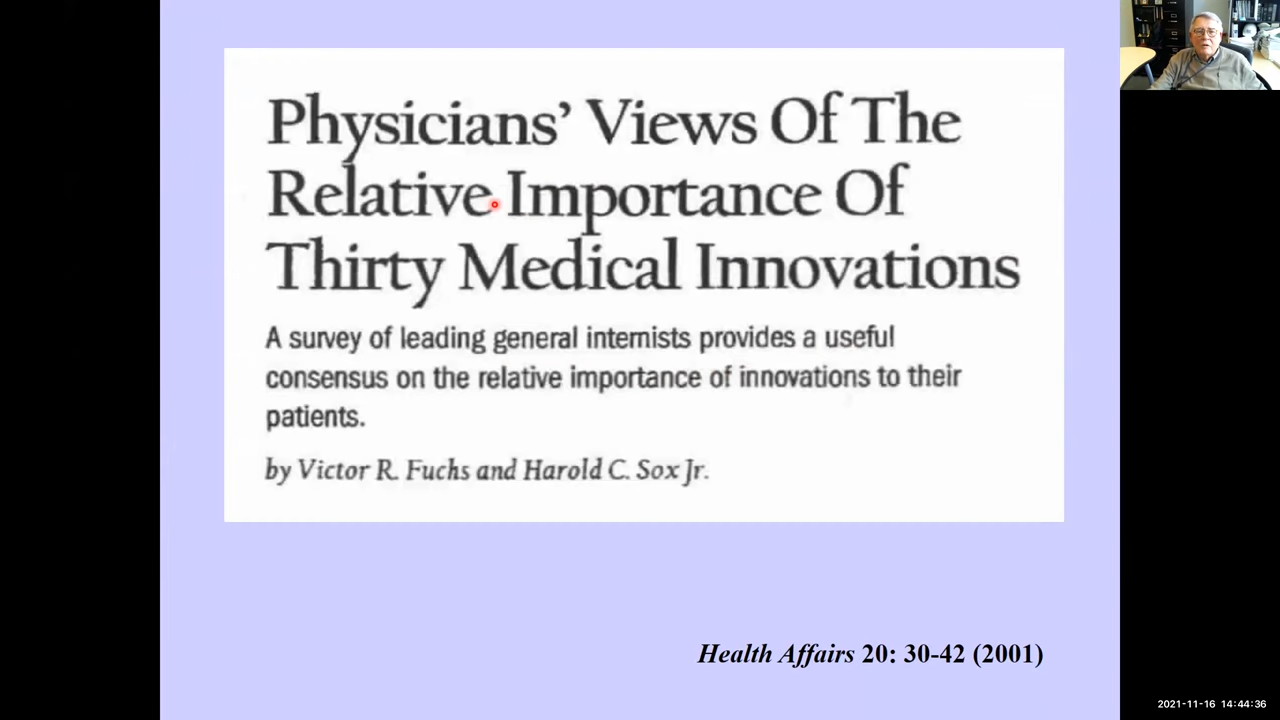 Physicians’ Views Of The
Relative Importance Of
Thirty Medical Innovations
A survey of leading general internists provides a useful
consensus on the relative importance of innovations to their
patients.
by Victor R. Fuchs and Harold C. Sox Jr.
Health Affairs 20: 30-42 (2001)
2021-11-16 14:44:36